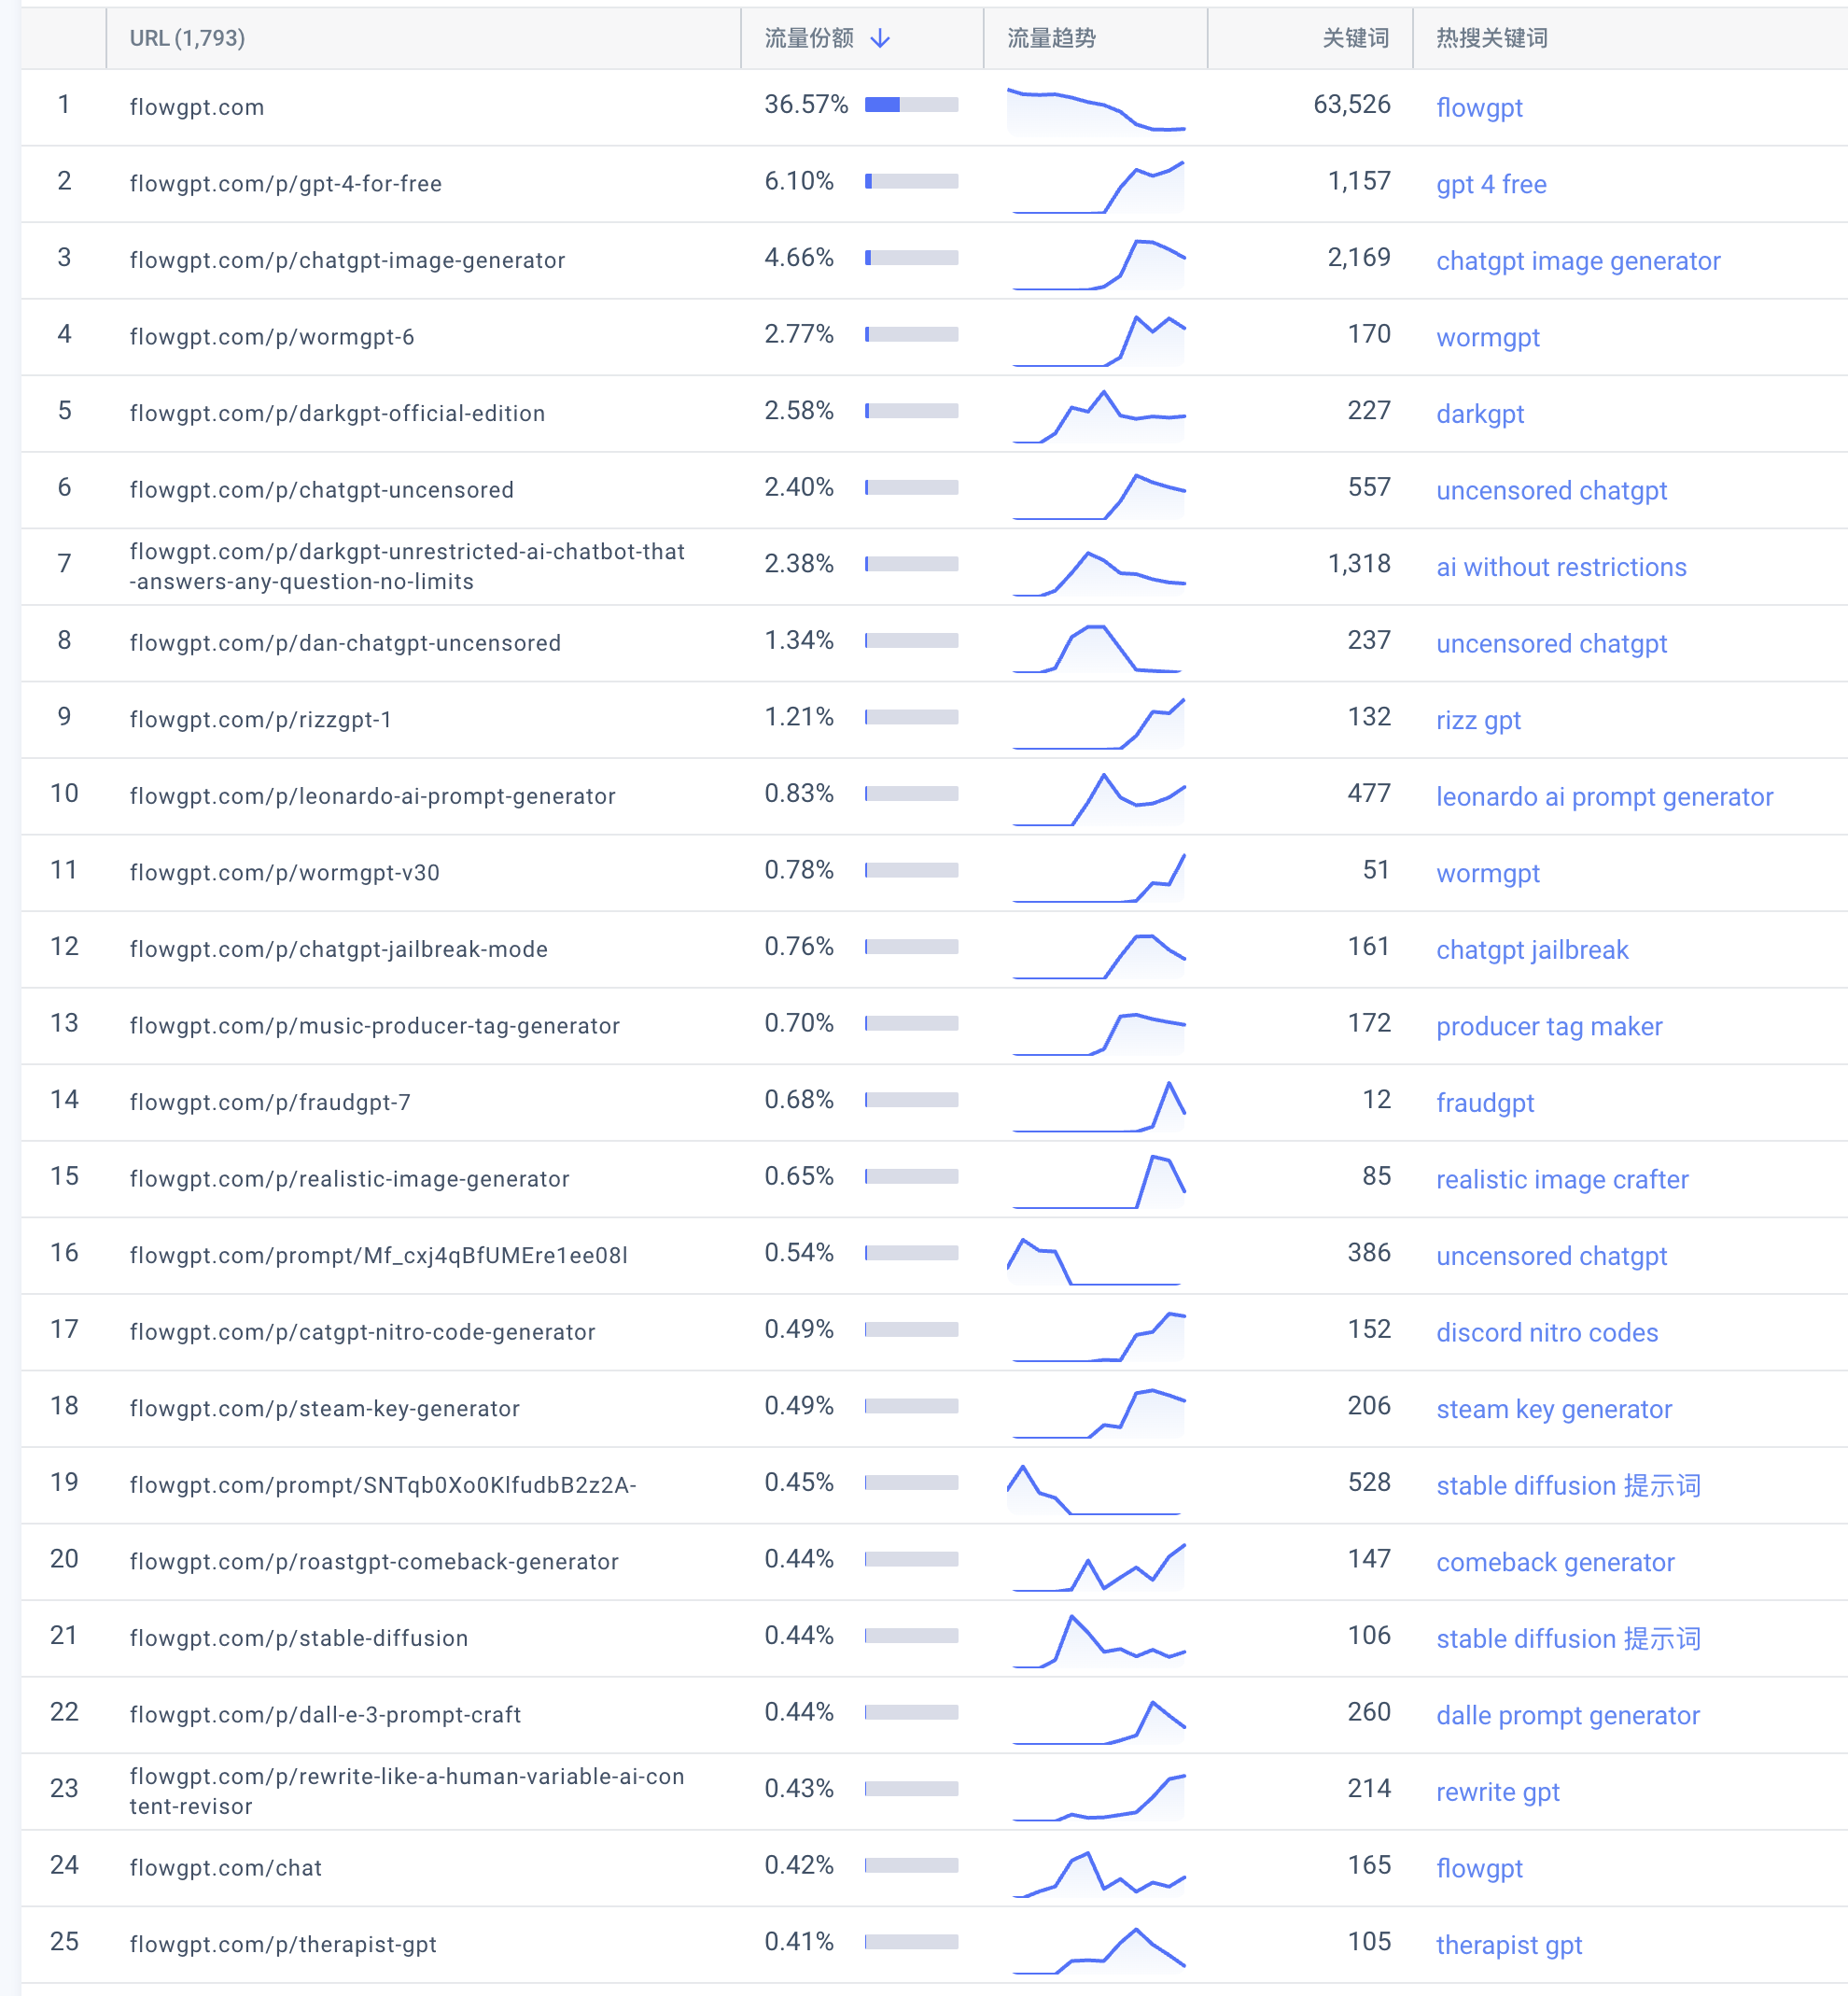 URL (1,793) 流量份额 流量趋势 关键词 热搜关键词
1 flowgpt.com 36.57% 63,526 flowgpt
2 flowgpt.com/p/gpt-4-for-free 6.10% 1,157 gpt 4 free
3 flowgpt.com/p/chatgpt-image-generator 4.66% 2,169 chatgpt image generator
4 flowgpt.com/p/wormgpt-6 2.77% 170 wormgpt
5 flowgpt.com/p/darkgpt-official-edition 2.58% 227 darkgpt
6 flowgpt.com/p/chatgpt-uncensored 2.40% 557 uncensored chatgpt
7 flowgpt.com/p/darkgpt-unrestricted-ai-chatbot-that
-answers-any-question-no-limits 2.38% 1,318 ai without restrictions
8 flowgpt.com/p/dan-chatgpt-uncensored 1.34% 237 uncensored chatgpt
9 flowgpt.com/p/rizzgpt-1 1.21% 132 rizz gpt
10 flowgpt.com/p/leonardo-ai-prompt-generator 0.83% 477 leonardo ai prompt generator
11 flowgpt.com/p/wormgpt-v30 0.78% 51 wormgpt
12 flowgpt.com/p/chatgpt-jailbreak-mode 0.76% 161 chatgpt jailbreak
13 flowgpt.com/p/music-producer-tag-generator 0.70% 172 producer tag maker
14 flowgpt.com/p/fraudgpt-7 0.68% 12 fraudgpt
15 flowgpt.com/p/realistic-image-generator 0.65% 85 realistic image crafter
16 flowgpt.com/prompt/Mf_cxj4qBfUMEre1ee08l 0.54% 386 uncensored chatgpt
17 flowgpt.com/p/catgpt-nitro-code-generator 0.49% 152 discord nitro codes
18 flowgpt.com/p/steam-key-generator 0.49% 206 steam key generator
19 flowgpt.com/prompt/SNTqb0Xo0KlfudbB2z2A- 0.45% 528 stable diffusion 提示词
20 flowgpt.com/p/roastgpt-comeback-generator 0.44% 147 comeback generator
21 flowgpt.com/p/stable-diffusion 0.44% 106 stable diffusion 提示词
22 flowgpt.com/p/dall-e-3-prompt-craft 0.44% 260 dalle prompt generator
23 flowgpt.com/p/rewrite-like-a-human-variable-ai-con
tent-revisor 0.43% 214 rewrite gpt
24 flowgpt.com/chat 0.42% 165 flowgpt
25 flowgpt.com/p/therapist-gpt 0.41% 105 therapist gpt